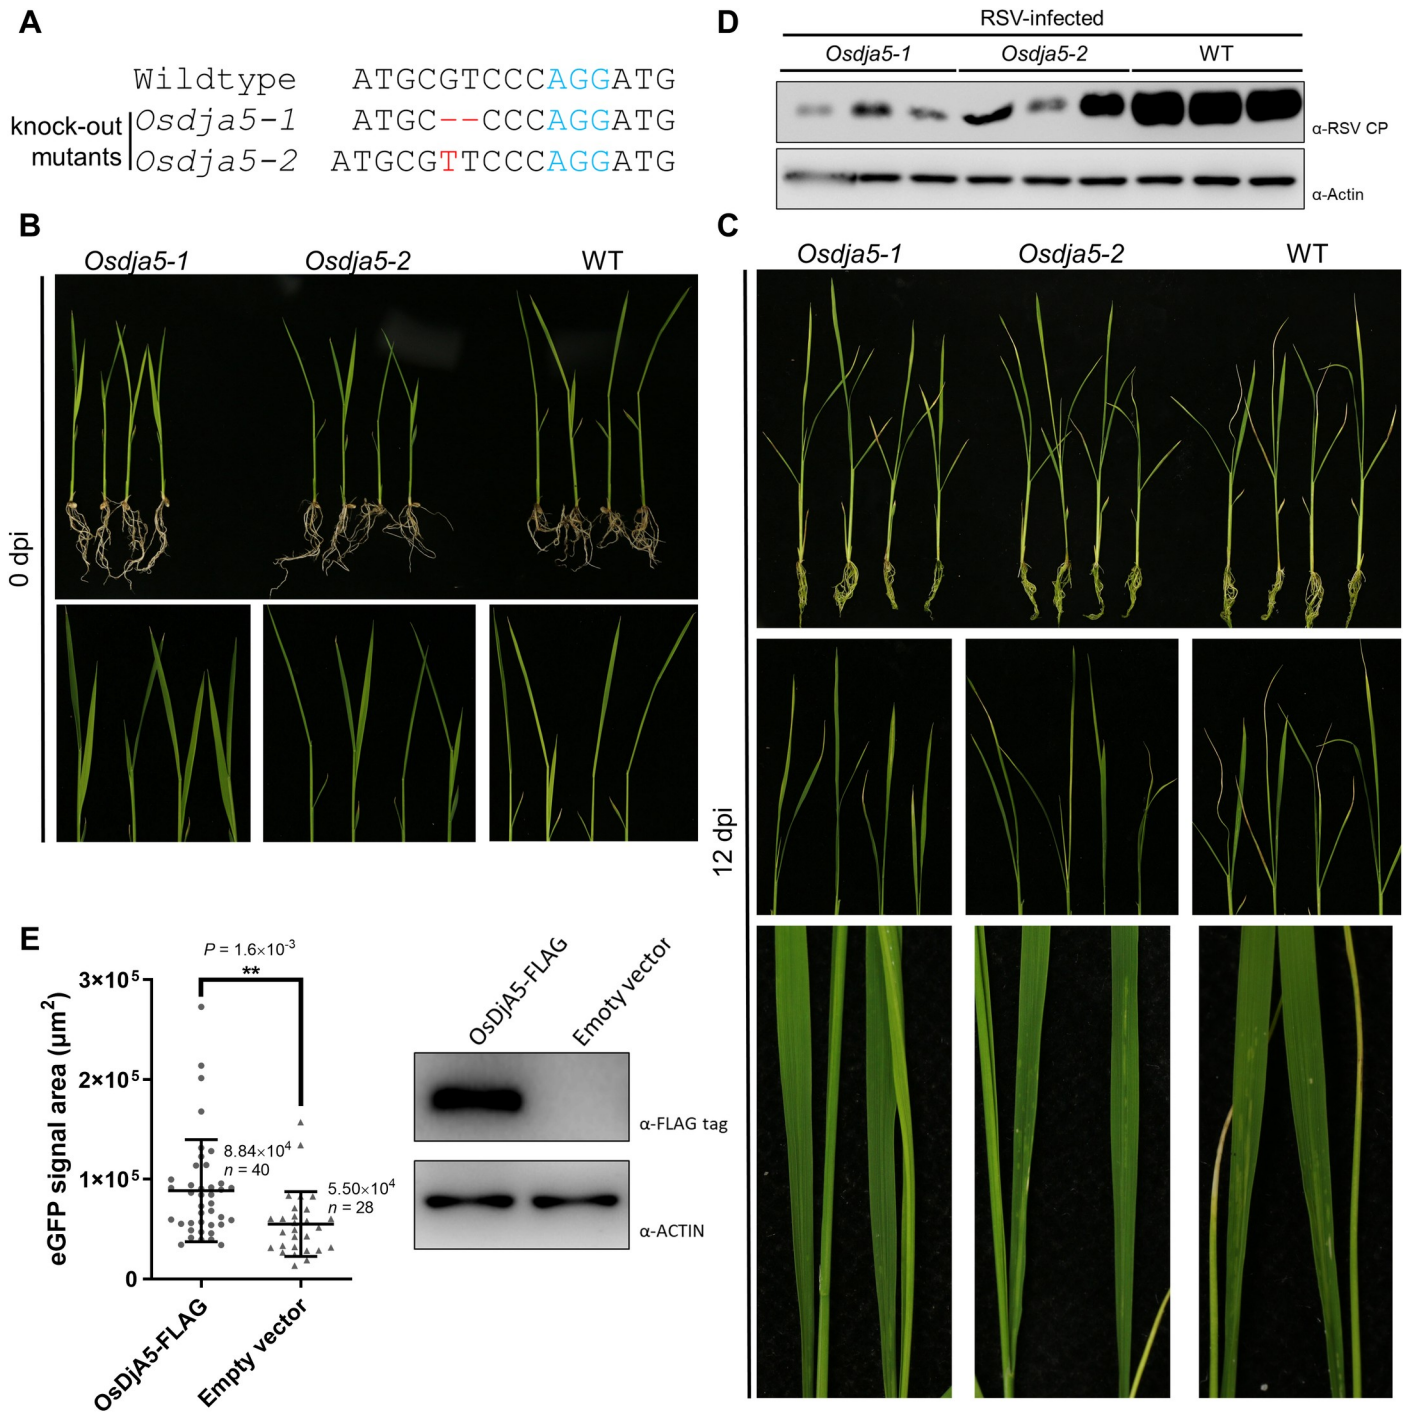 A
Wildtype ATGCGTCCCAGGATG
knock-out mutants
Osdja5-1 ATGC--CCCAGGATG
Osdja5-2 ATGCGTTCCCAGGATG
B
Osdja5-1 Osdja5-2 WT
0 dpi
D
RSV-infected
Osdja5-1 Osdja5-2 WT
α-RSV CP
α-Actin
C
Osdja5-1 Osdja5-2 WT
12 dpi
E
P = 1.6×10⁻³
**
eGFP signal area (μm²)
3×10⁵
2×10⁵
1×10⁵
0
8.84×10⁴
n = 40
5.50×10⁴
n = 28
OsDjA5-FLAG
Empty vector
OsDjA5-FLAG
Emoty vector
α-FLAG tag
α-ACTIN